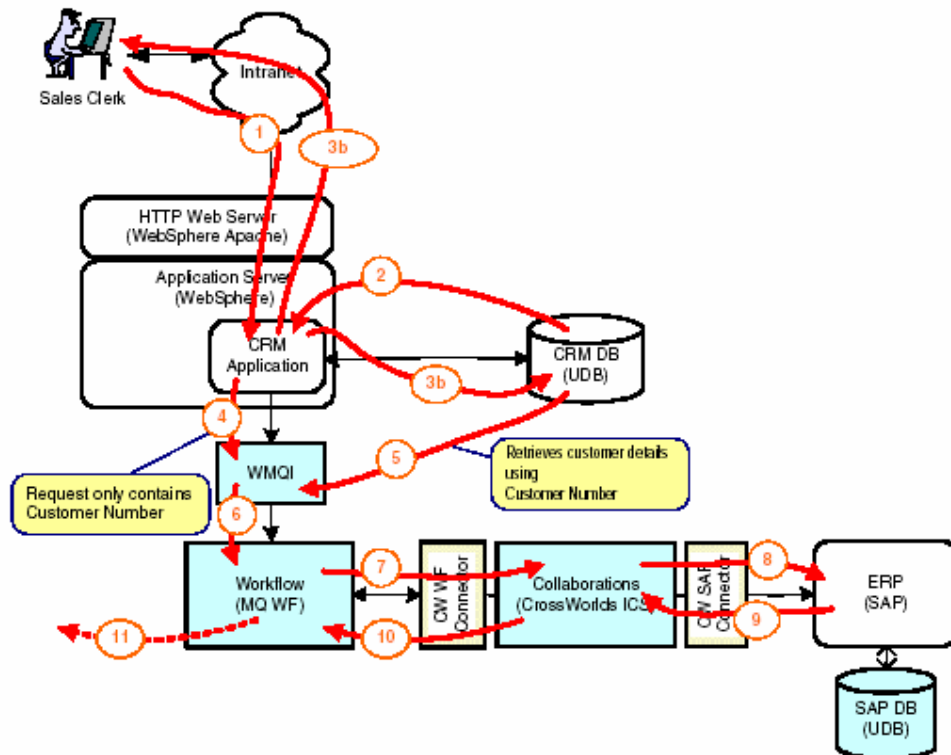 Intranet
Sales Clerk
1
3b
HTTP Web Server
(WebSphere Apache)
Application Server
(WebSphere)
2
CRM
Application
CRM DB
(UDB)
3b
4
5
Retrieves customer details
using
Customer Number
WMQI
Request only contains
Customer Number
6
7
8
Workflow
(MQ WF)
CW WF
Connector
Collaborations
(CrossWorlds ICS)
CW SAP
Connector
ERP
(SAP)
9
10
11
SAP DB
(UDB)